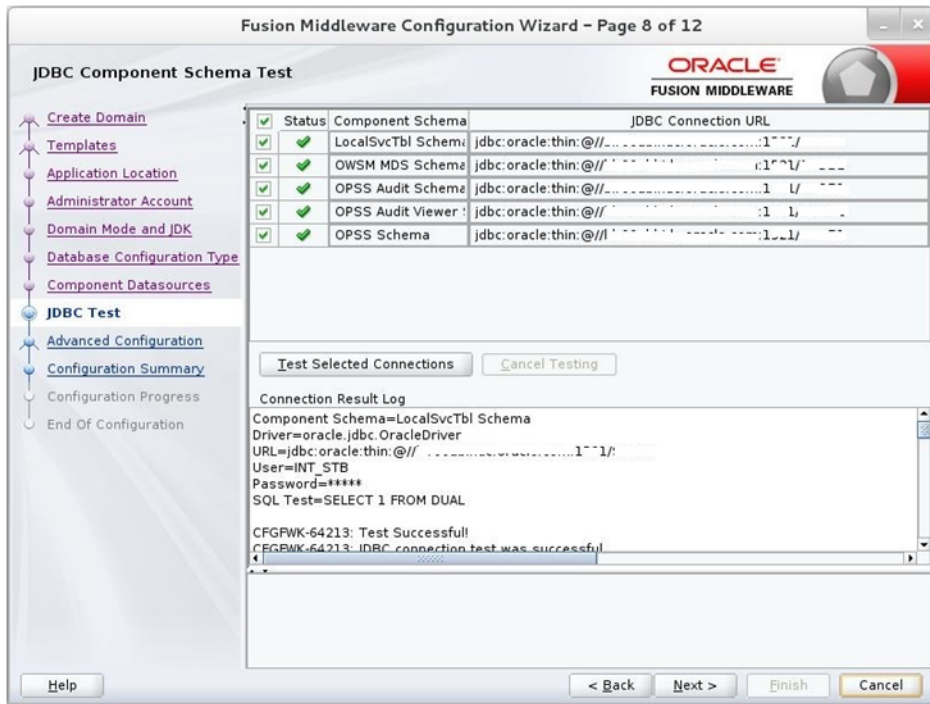 Fusion Middleware Configuration Wizard – Page 8 of 12
JDBC Component Schema Test
ORACLE
FUSION MIDDLEWARE
Create Domain
Templates
Application Location
Administrator Account
Domain Mode and JDK
Database Configuration Type
Component Datasources
JDBC Test
Advanced Configuration
Configuration Summary
Configuration Progress
End Of Configuration
Status Component Schema JDBC Connection URL
LocalSvcTbl Schema jdbc:oracle:thin:@//
OWSM MDS Schema jdbc:oracle:thin:@//
OPSS Audit Schema jdbc:oracle:thin:@//
OPSS Audit Viewer S jdbc:oracle:thin:@//
OPSS Schema jdbc:oracle:thin:@//
Test Selected Connections Cancel Testing
Connection Result Log
Component Schema=LocalSvcTbl Schema
Driver=oracle.jdbc.OracleDriver
URL=jdbc:oracle:thin:@//
User=INT_STB
Password=*****
SQL Test=SELECT 1 FROM DUAL
CFGFWK-64213: Test Successful!
CFGFWK-64213: JDBC connection test was successful
Help < Back Next > Finish Cancel